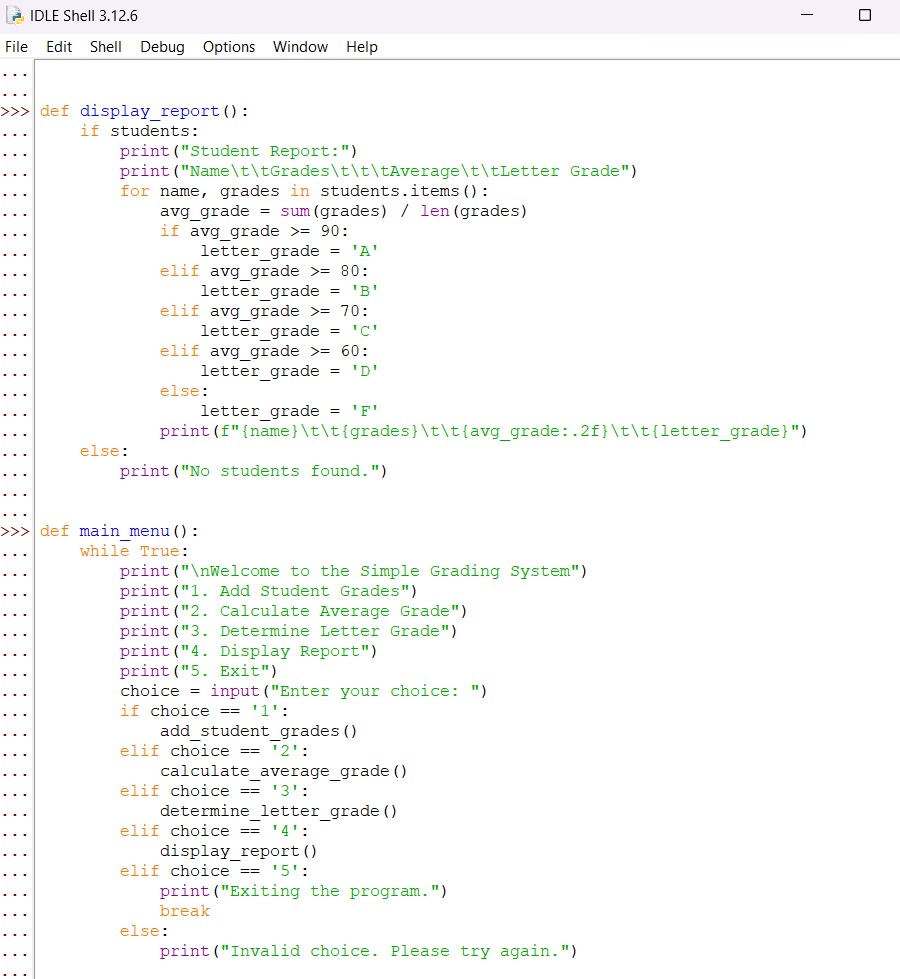 IDLE Shell 3.12.6
File Edit Shell Debug Options Window Help
...
...
>>> def display_report():
...     if students:
...         print("Student Report:")
...         print("Name\t\tGrades\t\t\tAverage\t\tLetter Grade")
...         for name, grades in students.items():
...             avg_grade = sum(grades) / len(grades)
...             if avg_grade >= 90:
...                 letter_grade = 'A'
...             elif avg_grade >= 80:
...                 letter_grade = 'B'
...             elif avg_grade >= 70:
...                 letter_grade = 'C'
...             elif avg_grade >= 60:
...                 letter_grade = 'D'
...             else:
...                 letter_grade = 'F'
...             print(f"{name}\t\t{grades}\t\t{avg_grade:.2f}\t\t{letter_grade}")
...     else:
...         print("No students found.")
...
...
>>> def main_menu():
...     while True:
...         print("\nWelcome to the Simple Grading System")
...         print("1. Add Student Grades")
...         print("2. Calculate Average Grade")
...         print("3. Determine Letter Grade")
...         print("4. Display Report")
...         print("5. Exit")
...         choice = input("Enter your choice: ")
...         if choice == '1':
...             add_student_grades()
...         elif choice == '2':
...             calculate_average_grade()
...         elif choice == '3':
...             determine_letter_grade()
...         elif choice == '4':
...             display_report()
...         elif choice == '5':
...             print("Exiting the program.")
...             break
...         else:
...             print("Invalid choice. Please try again.")
...